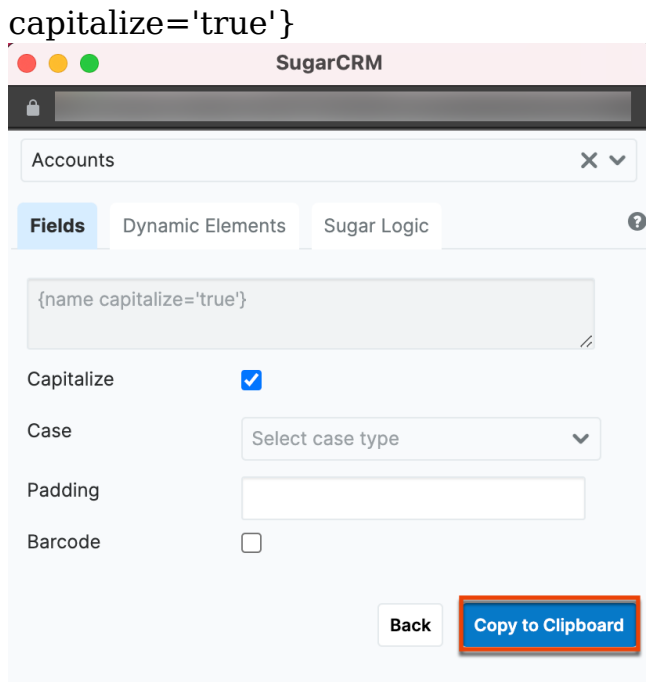 capitalize='true'}
SugarCRM
Accounts
Fields
Dynamic Elements
Sugar Logic
{name capitalize='true'}
Capitalize
Case
Select case type
Padding
Barcode
Back
Copy to Clipboard